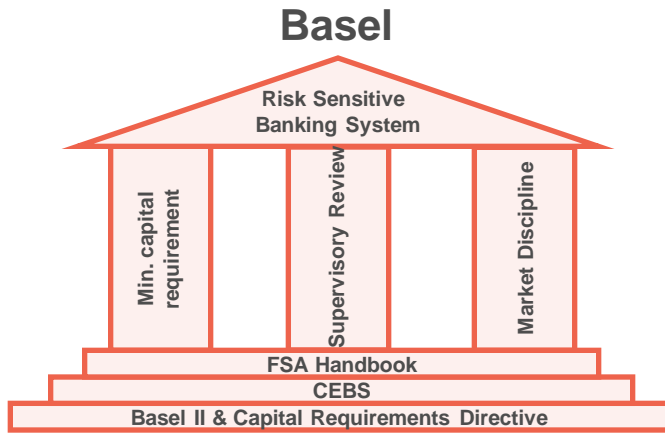 Basel
Risk Sensitive
Banking System
Min. capital
requirement
Supervisory Review
Market Discipline
FSA Handbook
CEBS
Basel II & Capital Requirements Directive